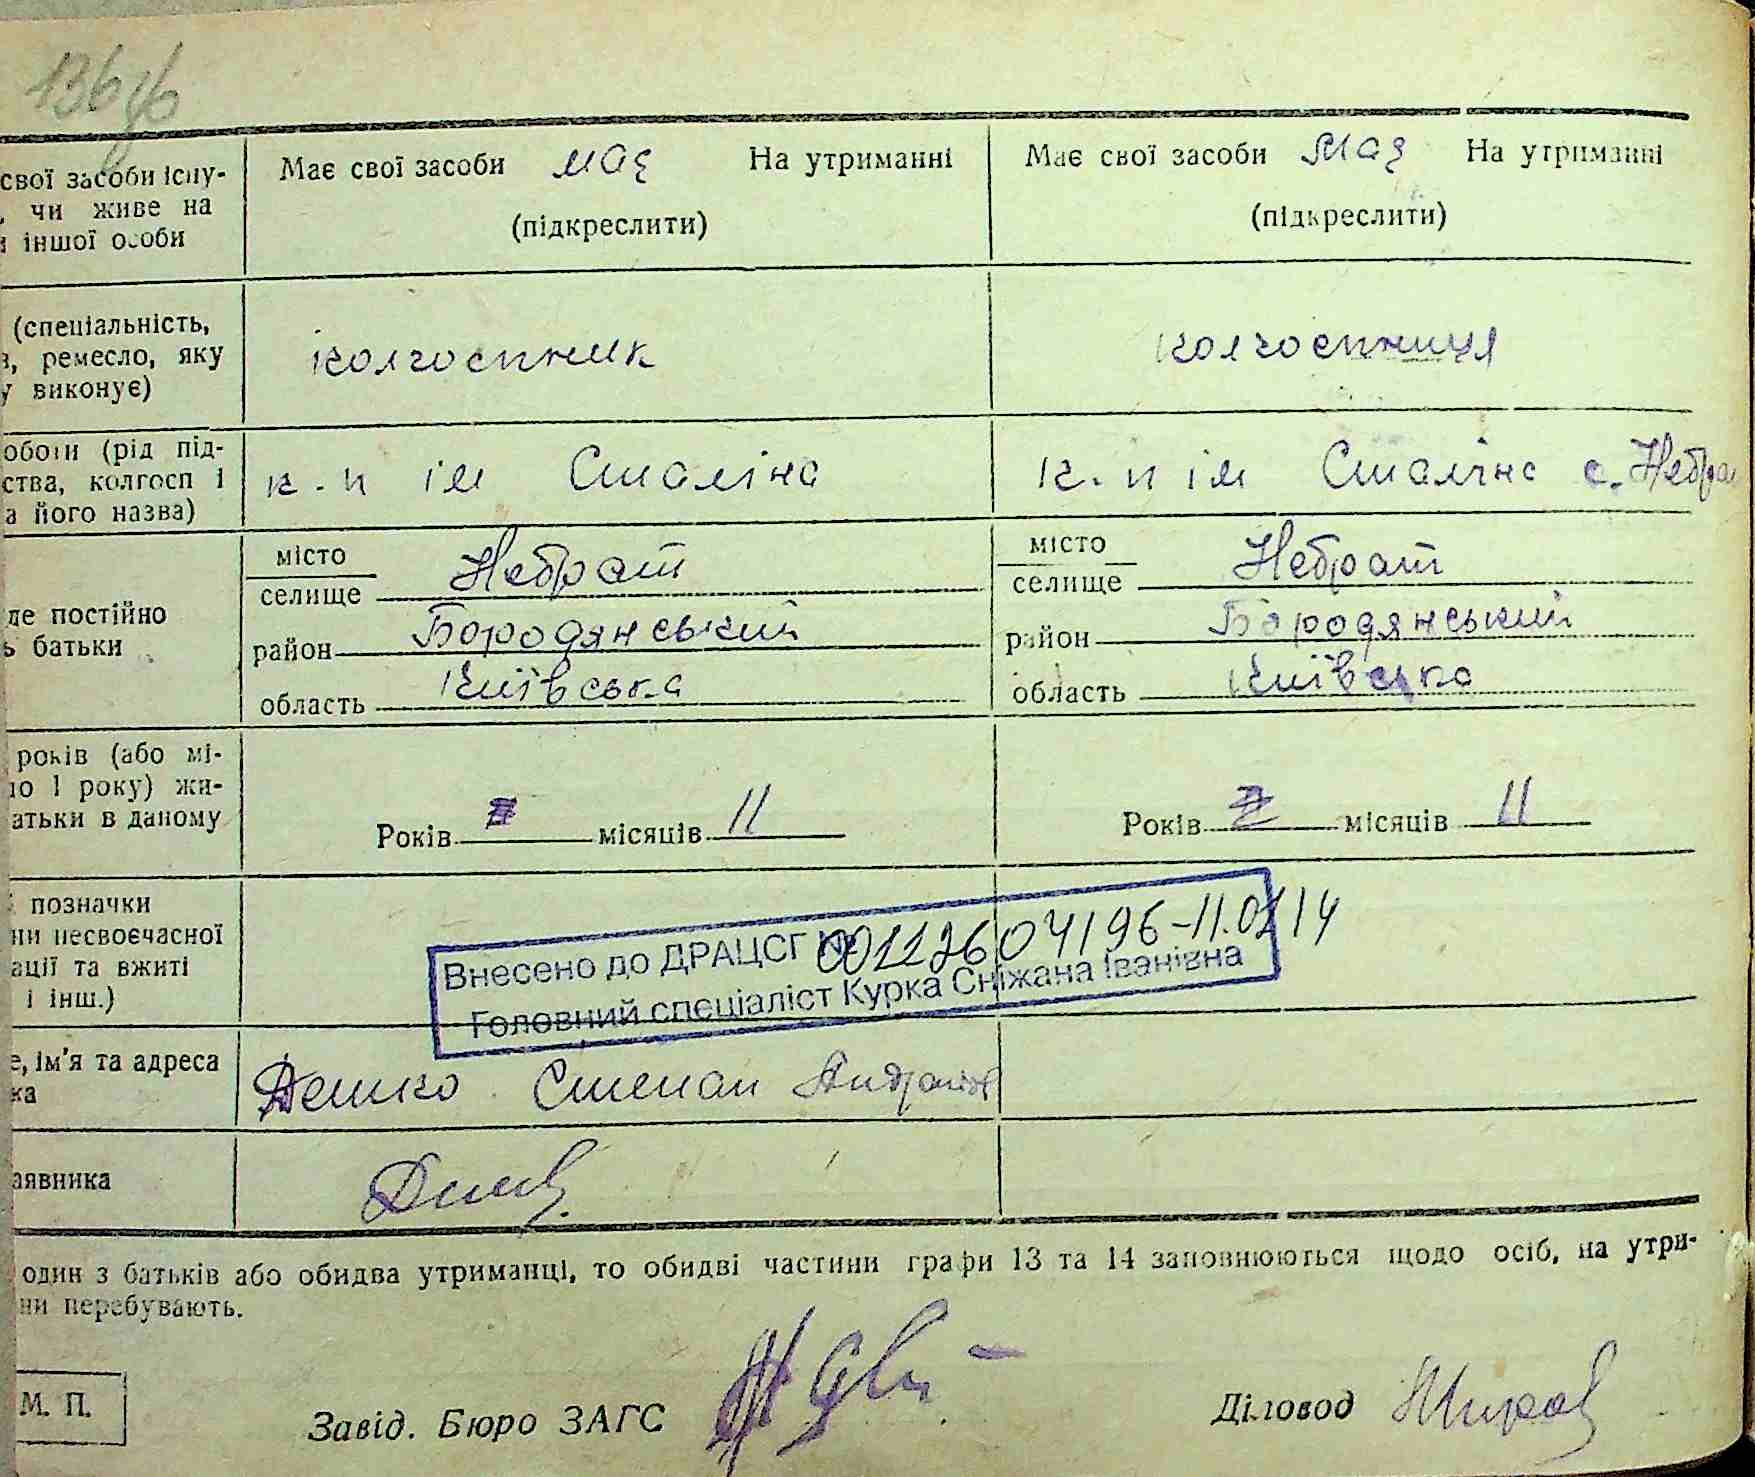 136
свої засоби існу-
, чи живе на
и іншої особи
Має свої засоби має На утриманні
(підкреслити)
Має свої засоби має На утриманні
(підкреслити)
(спеціальність,
ремесло, яку
у виконує)
колгоспник
колгоспниця
оботи (рід під-
ства, колгосп і
а його назва)
к-п ім Сталіна
к-п ім Сталіна с. Небра
де постійно
ь батьки
місто
селище Небрат
район Бородянський
область Київська
місто
селище Небрат
район Бородянський
область Київська
років (або мі-
до 1 року) жи-
атьки в даному
Років місяців 11
Років місяців 11
позначки
ни несвоєчасної
ації та вжиті
і інш.)
Внесено до ДРАЦСГ № 00112604196-11.01.14
Головний спеціаліст Курка Сніжана Іванівна
е, ім'я та адреса
ка
Степан
аявника
один з батьків або обидва утриманці, то обидві частини графи 13 та 14 заповнюються щодо осіб, на утри-
ни перебувають.
М. П.
Завід. Бюро ЗАГС
Діловод